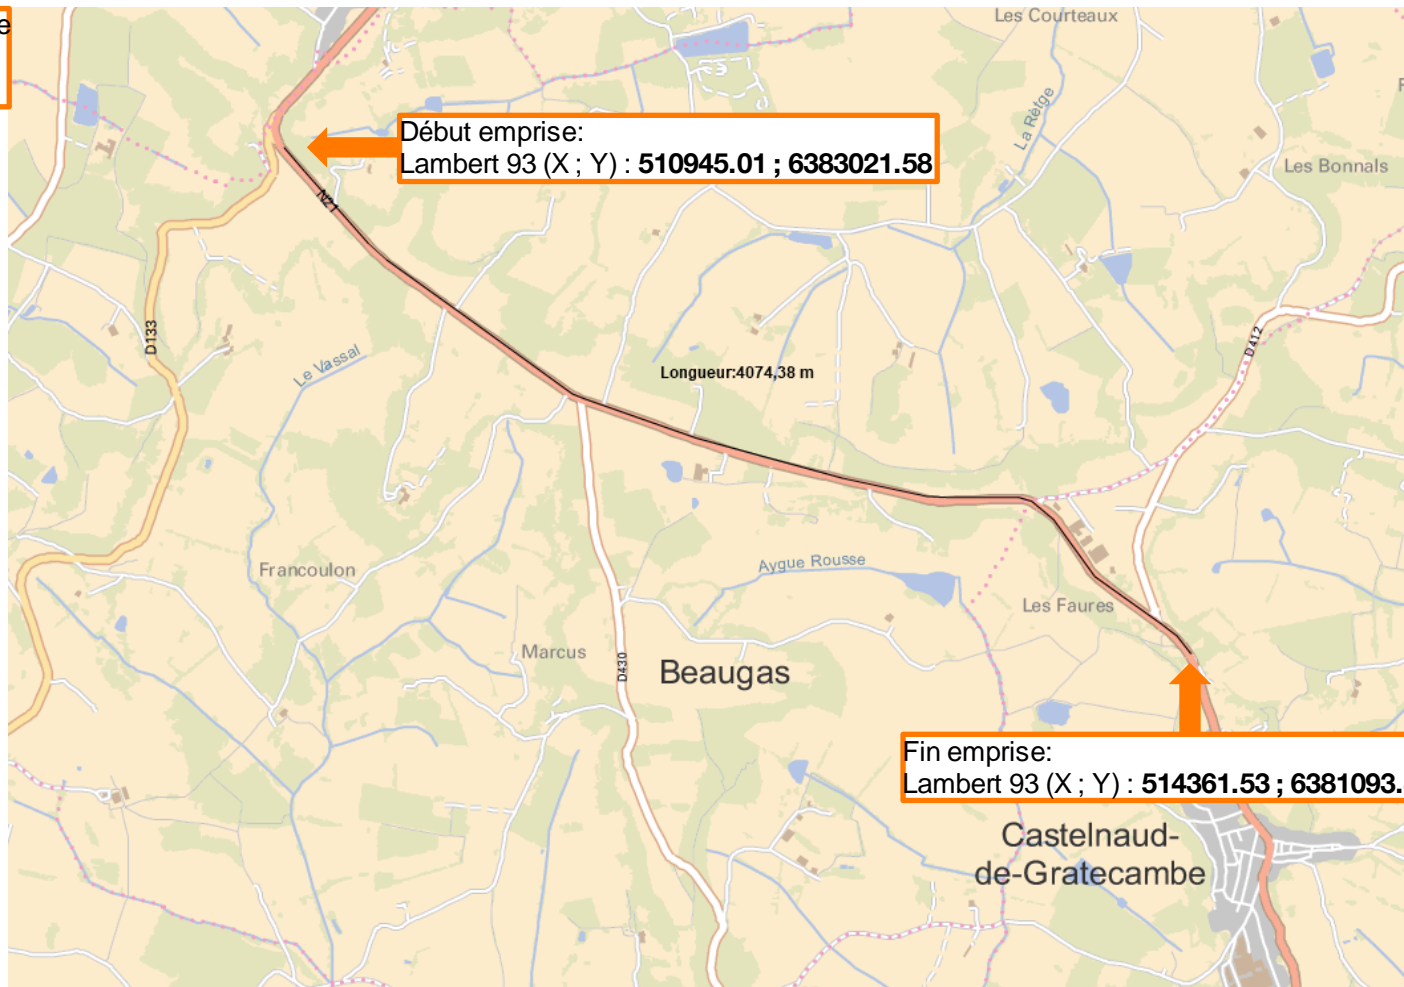 e
Les Courteaux
La Rètge
Début emprise:
Lambert 93 (X ; Y) : 510945.01 ; 6383021.58
Les Bonnals
N21
D133
Le Vassal
D412
Longueur:4074,38 m
Francoulon
Aygue Rousse
Les Faures
Marcus
D430
Beaugas
Fin emprise:
Lambert 93 (X ; Y) : 514361.53 ; 6381093.
Castelnaud-
de-Gratecambe